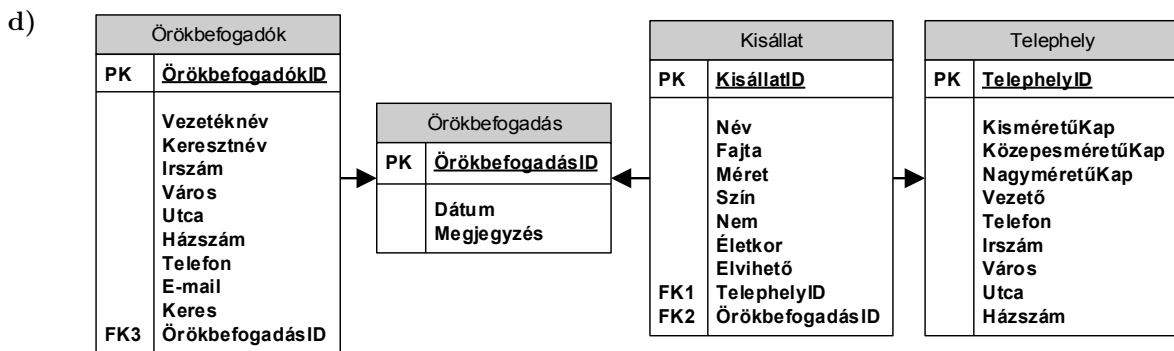 d)
Örökbefogadók
PK ÖrökbefogadókID
Vezetéknév
Keresztnév
Irszám
Város
Utca
Házszám
Telefon
E-mail
Keres
FK3 ÖrökbefogadásID
Örökbefogadás
PK ÖrökbefogadásID
Dátum
Megjegyzés
Kisállat
PK KisállatID
Név
Fajta
Méret
Szín
Nem
Életkor
Elvihető
FK1 TelephelyID
FK2 ÖrökbefogadásID
Telephely
PK TelephelyID
KisméretűKap
KözepesméretűKap
NagyméretűKap
Vezető
Telefon
Irszám
Város
Utca
Házszám